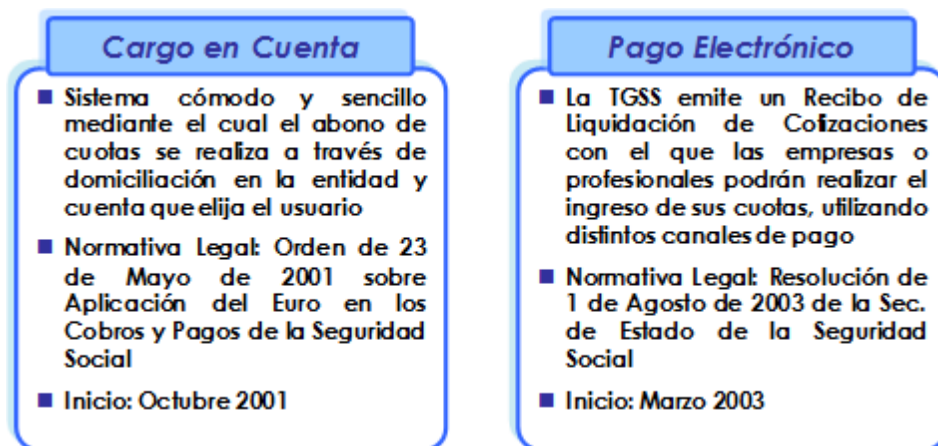 Cargo en Cuenta
■ Sistema cómodo y sencillo
mediante el cual el abono de
cuotas se realiza a través de
domiciliación en la entidad y
cuenta que elija el usuario
■ Normativa Legal: Orden de 23
de Mayo de 2001 sobre
Aplicación del Euro en los
Cobros y Pagos de la Seguridad
Social
■ Inicio: Octubre 2001
Pago Electrónico
■ La TGSS emite un Recibo de
Liquidación de Cotizaciones
con el que las empresas o
profesionales podrán realizar el
ingreso de sus cuotas, utilizando
distintos canales de pago
■ Normativa Legal: Resolución de
1 de Agosto de 2003 de la Sec.
de Estado de la Seguridad
Social
■ Inicio: Marzo 2003